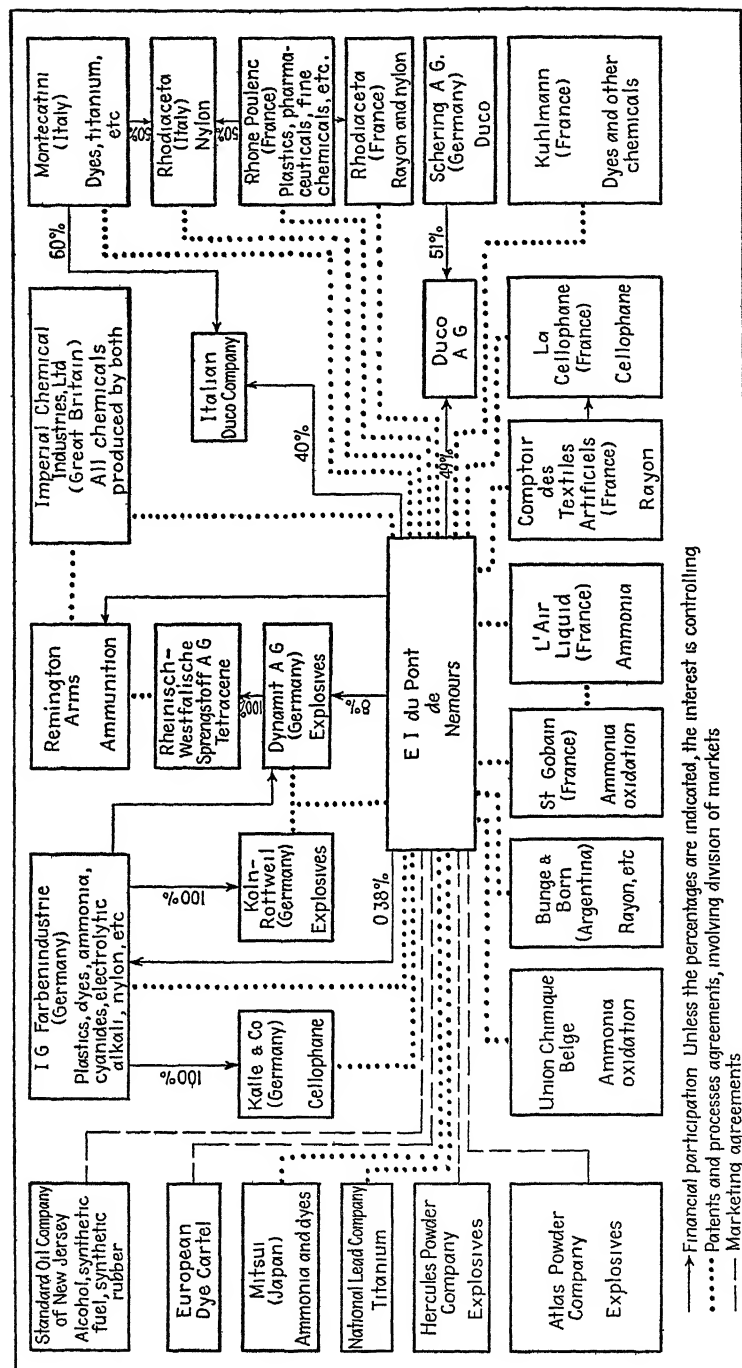 Standard Oil Company
of New Jersey
Alcohol, synthetic
fuel, synthetic
rubber
European
Dye Cartel
Mitsui
(Japan)
Ammonia and dyes
National Lead Company
Titanium
Hercules Powder
Company
Explosives
Atlas Powder
Company
Explosives
I G Farbenindustrie
(Germany)
Plastics, dyes, ammonia,
cyanides, electrolytic
alkali, nylon, etc
100%
100%
Kalle & Co
(Germany)
Cellophane
Koln-
Rottweil
(Germany)
Explosives
0 38%
Remington
Arms
Ammunition
Rheinisch-
Westfalische
Sprengstoff A G
Tetracene
100%
Dynamit A G
(Germany)
Explosives
8%
Imperial Chemical
Industries, Ltd
(Great Britain)
All chemicals
produced by both
Italian
Duco Company
60%
40%
Montecatini
(Italy)
Dyes, titanium,
etc
50%
Rhodiaceta
(Italy)
Nylon
50%
Rhone Poulenc
(France)
Plastics, pharma-
ceuticals, fine
chemicals, etc.
Rhodiaceta
(France)
Rayon and nylon
Schering A G.
(Germany)
Duco
51%
Duco
A G
49%
Kuhlmann
(France)
Dyes and other
chemicals
E I du Pont
de
Nemours
Union Chimique
Belge
Ammonia
oxidation
Bunge &
Born
(Argentina)
Rayon, etc
St Gobain
(France)
Ammonia
oxidation
L'Air
Liquid
(France)
Ammonia
Comptoir
des
Textiles
Artificiels
(France)
Rayon
La
Cellophane
(France)
Cellophane
Financial participation Unless the percentages are indicated, the interest is controlling
Patents and processes agreements, involving division of markets
Marketing agreements